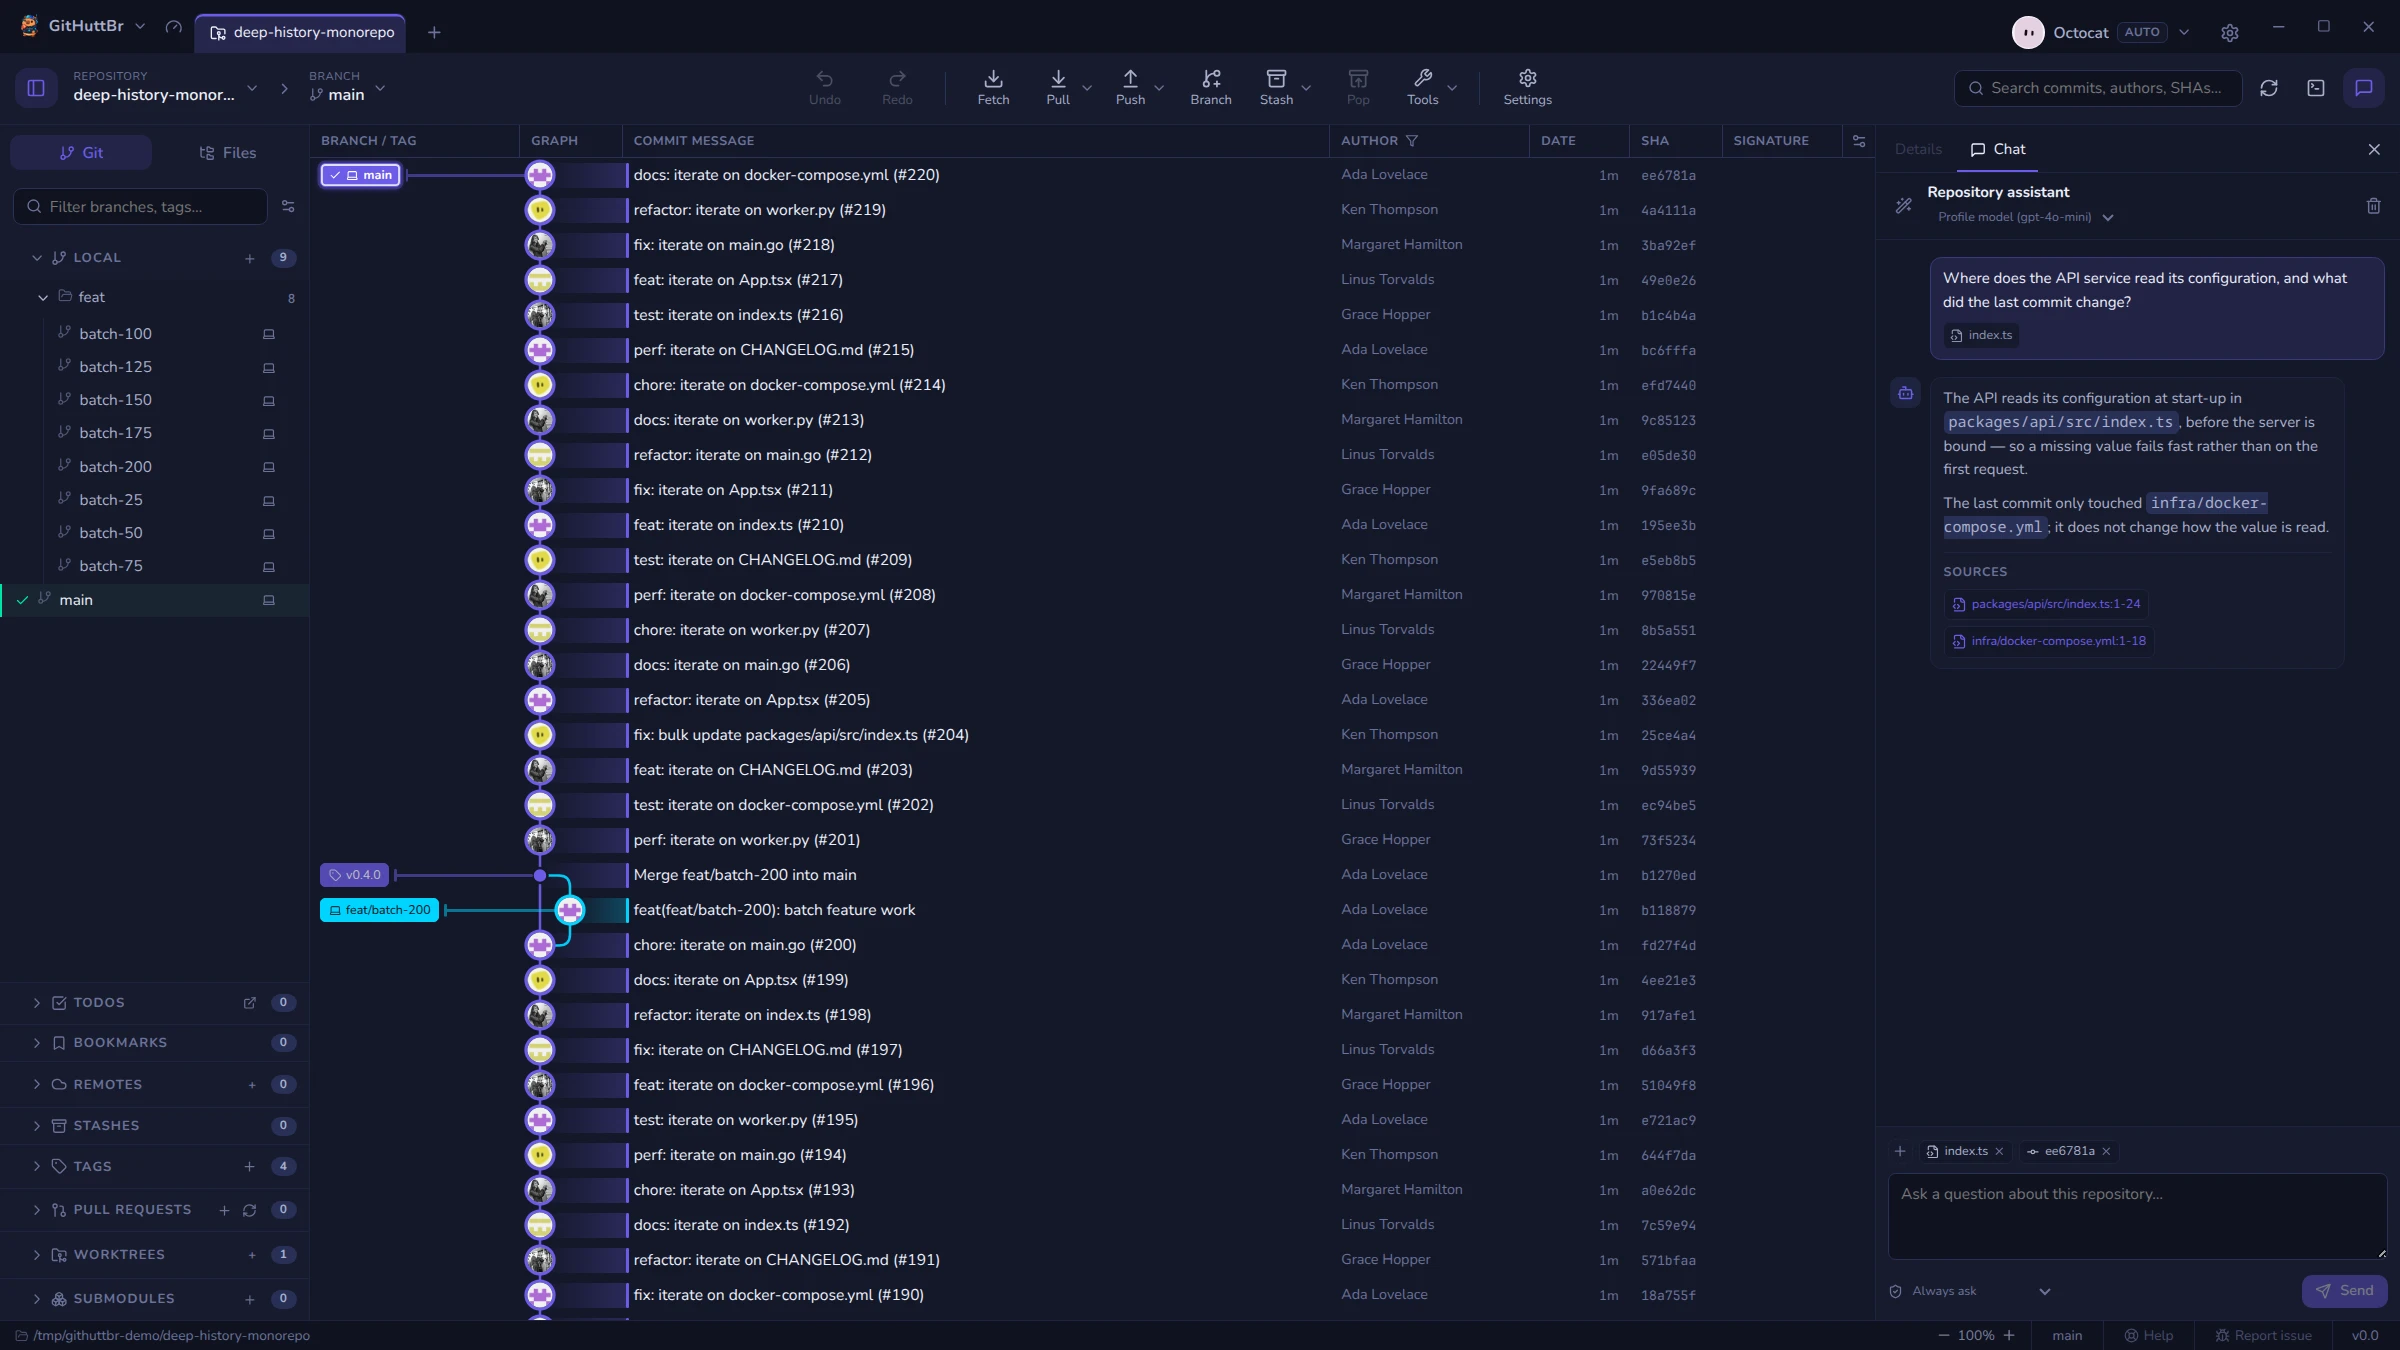 GitHuttBr
deep-history-monorepo
Octocat AUTO
REPOSITORY
deep-history-monor...
BRANCH
main
Undo
Redo
Fetch
Pull
Push
Branch
Stash
Pop
Tools
Settings
Search commits, authors, SHAs...
Git
Files
Filter branches, tags...
LOCAL 9
feat 8
batch-100
batch-125
batch-150
batch-175
batch-200
batch-25
batch-50
batch-75
main
TODOS 0
BOOKMARKS 0
REMOTES 0
STASHES 0
TAGS 4
PULL REQUESTS 0
WORKTREES 1
SUBMODULES 0
BRANCH / TAG GRAPH COMMIT MESSAGE AUTHOR DATE SHA SIGNATURE
main docs: iterate on docker-compose.yml (#220) Ada Lovelace 1m ee6781a
refactor: iterate on worker.py (#219) Ken Thompson 1m 4a4111a
fix: iterate on main.go (#218) Margaret Hamilton 1m 3ba92ef
feat: iterate on App.tsx (#217) Linus Torvalds 1m 49e0e26
test: iterate on index.ts (#216) Grace Hopper 1m b1c4b4a
perf: iterate on CHANGELOG.md (#215) Ada Lovelace 1m bc6fffa
chore: iterate on docker-compose.yml (#214) Ken Thompson 1m efd7440
docs: iterate on worker.py (#213) Margaret Hamilton 1m 9c85123
refactor: iterate on main.go (#212) Linus Torvalds 1m e05de30
fix: iterate on App.tsx (#211) Grace Hopper 1m 9fa689c
feat: iterate on index.ts (#210) Ada Lovelace 1m 195ee3b
test: iterate on CHANGELOG.md (#209) Ken Thompson 1m e5eb8b5
perf: iterate on docker-compose.yml (#208) Margaret Hamilton 1m 970815e
chore: iterate on worker.py (#207) Linus Torvalds 1m 8b5a551
docs: iterate on main.go (#206) Grace Hopper 1m 22449f7
refactor: iterate on App.tsx (#205) Ada Lovelace 1m 336ea02
fix: bulk update packages/api/src/index.ts (#204) Ken Thompson 1m 25ce4a4
feat: iterate on CHANGELOG.md (#203) Margaret Hamilton 1m 9d55939
test: iterate on docker-compose.yml (#202) Linus Torvalds 1m ec94be5
perf: iterate on worker.py (#201) Grace Hopper 1m 73f5234
v0.4.0 Merge feat/batch-200 into main Ada Lovelace 1m b1270ed
feat/batch-200 feat(feat/batch-200): batch feature work Ada Lovelace 1m b118879
chore: iterate on main.go (#200) Ada Lovelace 1m fd27f4d
docs: iterate on App.tsx (#199) Ken Thompson 1m 4ee21e3
refactor: iterate on index.ts (#198) Margaret Hamilton 1m 917afe1
fix: iterate on CHANGELOG.md (#197) Linus Torvalds 1m d66a3f3
feat: iterate on docker-compose.yml (#196) Grace Hopper 1m 51049f8
test: iterate on worker.py (#195) Ada Lovelace 1m e721ac9
perf: iterate on main.go (#194) Ken Thompson 1m 644f7da
chore: iterate on App.tsx (#193) Margaret Hamilton 1m a0e62dc
docs: iterate on index.ts (#192) Linus Torvalds 1m 7c59e94
refactor: iterate on CHANGELOG.md (#191) Grace Hopper 1m 571bfaa
fix: iterate on docker-compose.yml (#190) Ada Lovelace 1m 18a755f
Details
Chat
Repository assistant
Profile model (gpt-4o-mini)
Where does the API service read its configuration, and what
did the last commit change?
index.ts
The API reads its configuration at start-up in
packages/api/src/index.ts, before the server is
bound — so a missing value fails fast rather than on the
first request.
The last commit only touched infra/docker-
compose.yml; it does not change how the value is read.
SOURCES
packages/api/src/index.ts:1-24
infra/docker-compose.yml:1-18
index.ts
ee6781a
Ask a question about this repository...
Always ask
Send
/tmp/githuttbr-demo/deep-history-monorepo
100%
main
Help
Report issue
v0.0